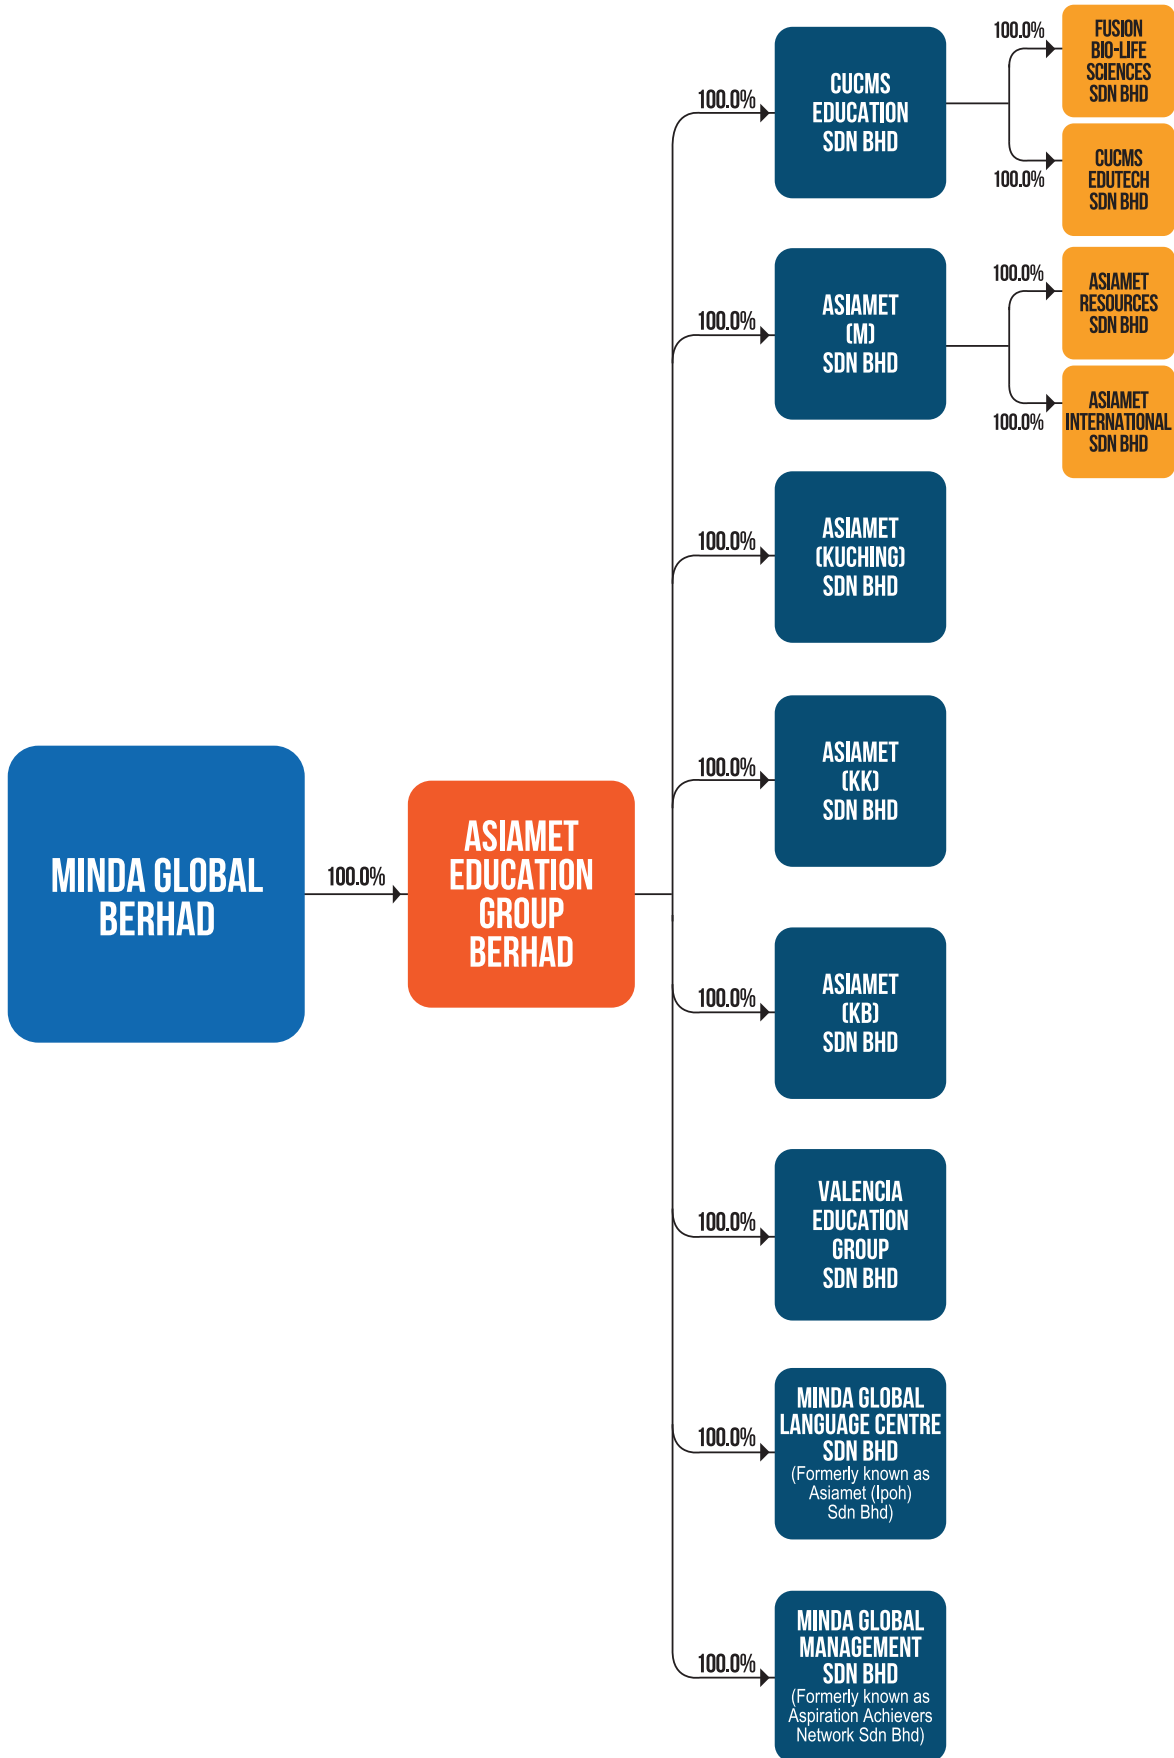 MINDA GLOBAL
BERHAD
100.0%
ASIAMET
EDUCATION
GROUP
BERHAD
100.0%
CUCMS
EDUCATION
SDN BHD
100.0%
FUSION
BIO-LIFE
SCIENCES
SDN BHD
100.0%
CUCMS
EDUTECH
SDN BHD
100.0%
ASIAMET
(M)
SDN BHD
100.0%
ASIAMET
RESOURCES
SDN BHD
100.0%
ASIAMET
INTERNATIONAL
SDN BHD
100.0%
ASIAMET
(KUCHING)
SDN BHD
100.0%
ASIAMET
(KK)
SDN BHD
100.0%
ASIAMET
(KB)
SDN BHD
100.0%
VALENCIA
EDUCATION
GROUP
SDN BHD
100.0%
MINDA GLOBAL
LANGUAGE CENTRE
SDN BHD
(Formerly known as
Asiamet (Ipoh)
Sdn Bhd)
100.0%
MINDA GLOBAL
MANAGEMENT
SDN BHD
(Formerly known as
Aspiration Achievers
Network Sdn Bhd)